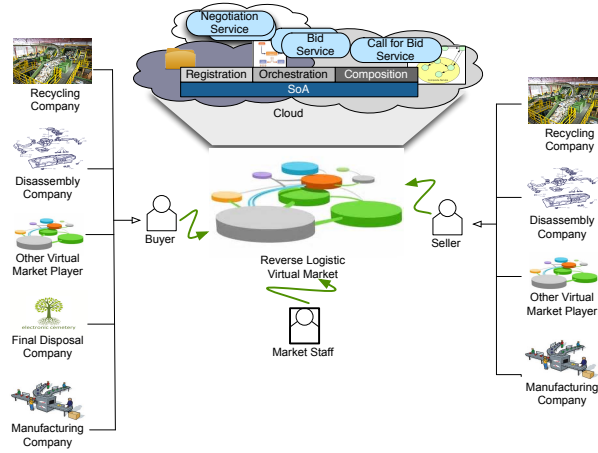 Negotiation
Service
Bid
Service
Call for Bid
Service
Registration
Orchestration
Composition
SoA
Cloud
Recycling
Company
Disassembly
Company
Other Virtual
Market Player
electronic cemetery
Final Disposal
Company
Manufacturing
Company
Buyer
Reverse Logistic
Virtual Market
Market Staff
Seller
Recycling
Company
Disassembly
Company
Other Virtual
Market Player
Manufacturing
Company